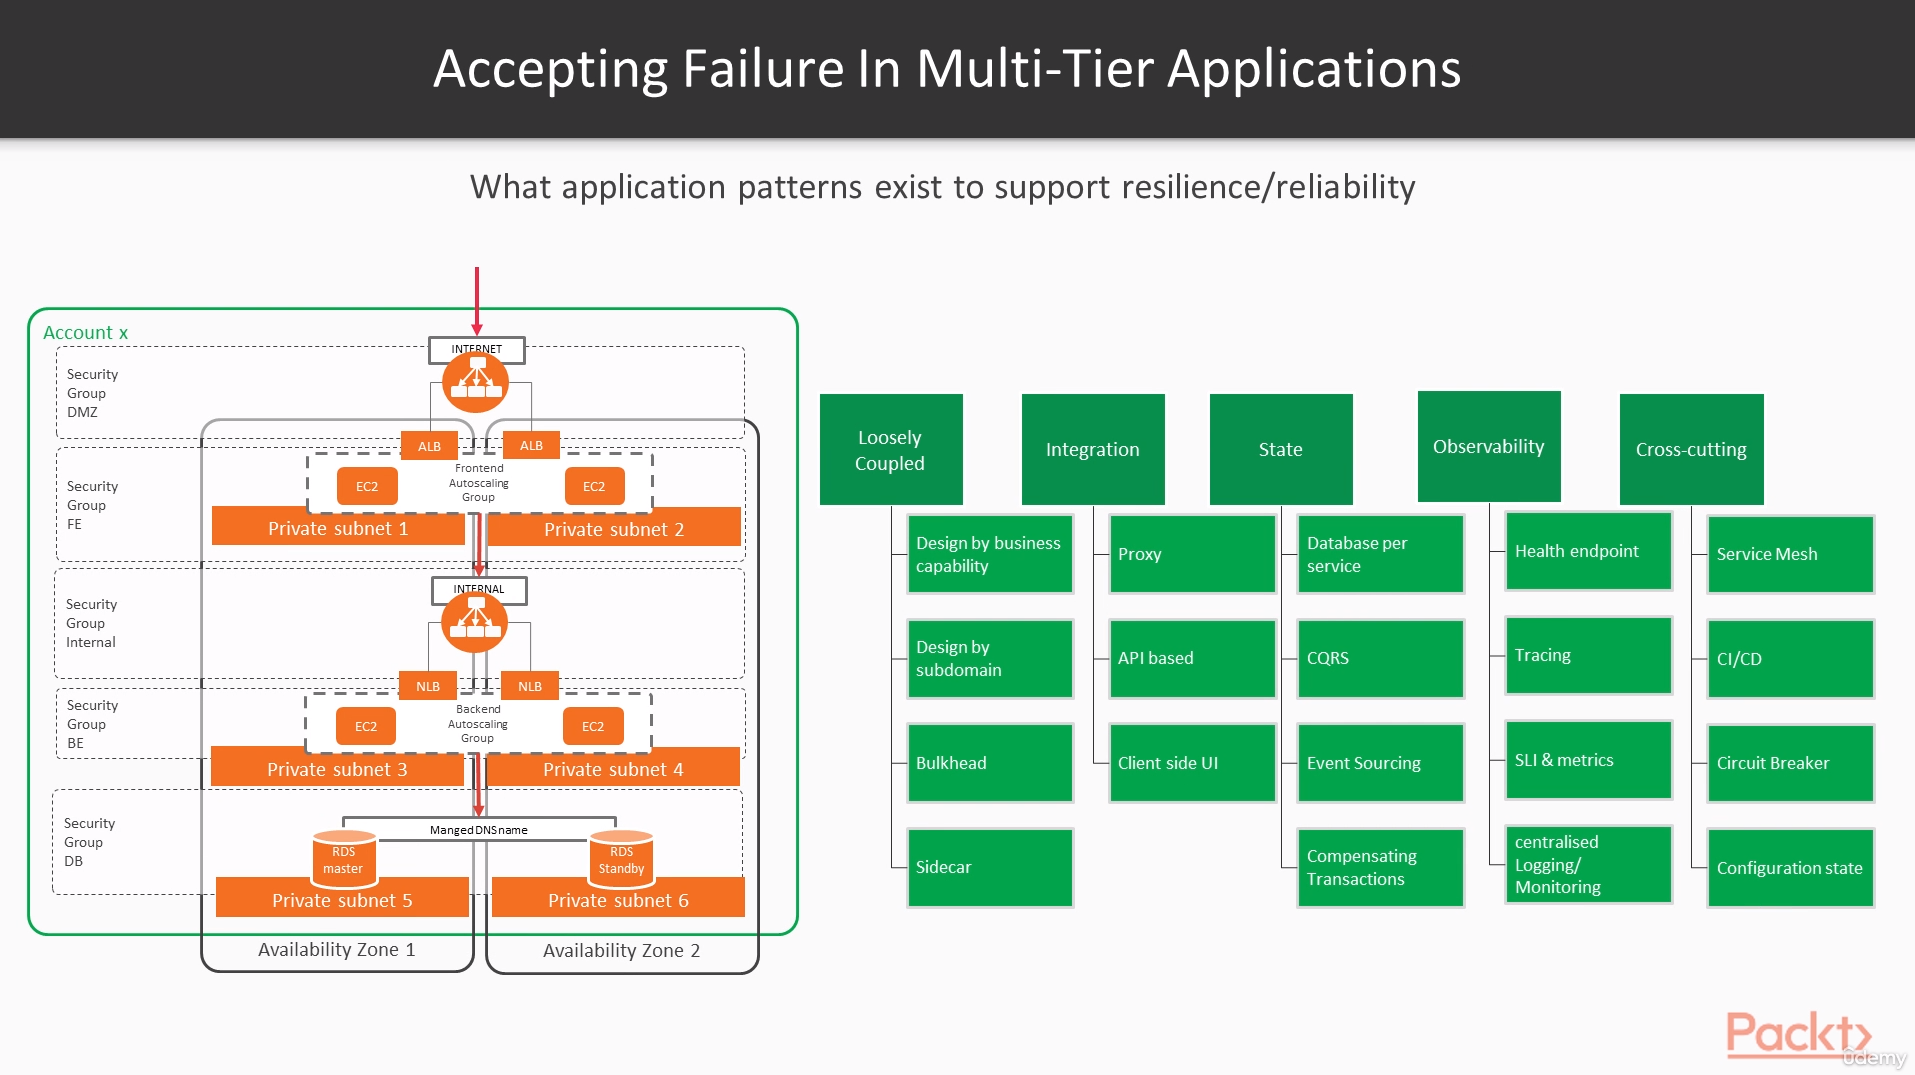 Accepting Failure In Multi-Tier Applications
What application patterns exist to support resilience/reliability
Account x
INTERNET
Security
Group
DMZ
ALB
ALB
Security
Group
FE
EC2
Frontend
Autoscaling
Group
EC2
Private subnet 1
Private subnet 2
INTERNAL
Security
Group
Internal
NLB
NLB
Security
Group
BE
EC2
Backend
Autoscaling
Group
EC2
Private subnet 3
Private subnet 4
Security
Group
DB
Manged DNS name
RDS
master
RDS
Standby
Private subnet 5
Private subnet 6
Availability Zone 1
Availability Zone 2
Loosely
Coupled
Design by business
capability
Design by
subdomain
Bulkhead
Sidecar
Integration
Proxy
API based
Client side UI
State
Database per
service
CQRS
Event Sourcing
Compensating
Transactions
Observability
Health endpoint
Tracing
SLI & metrics
centralised
Logging/
Monitoring
Cross-cutting
Service Mesh
CI/CD
Circuit Breaker
Configuration state
Packt
ûdemy